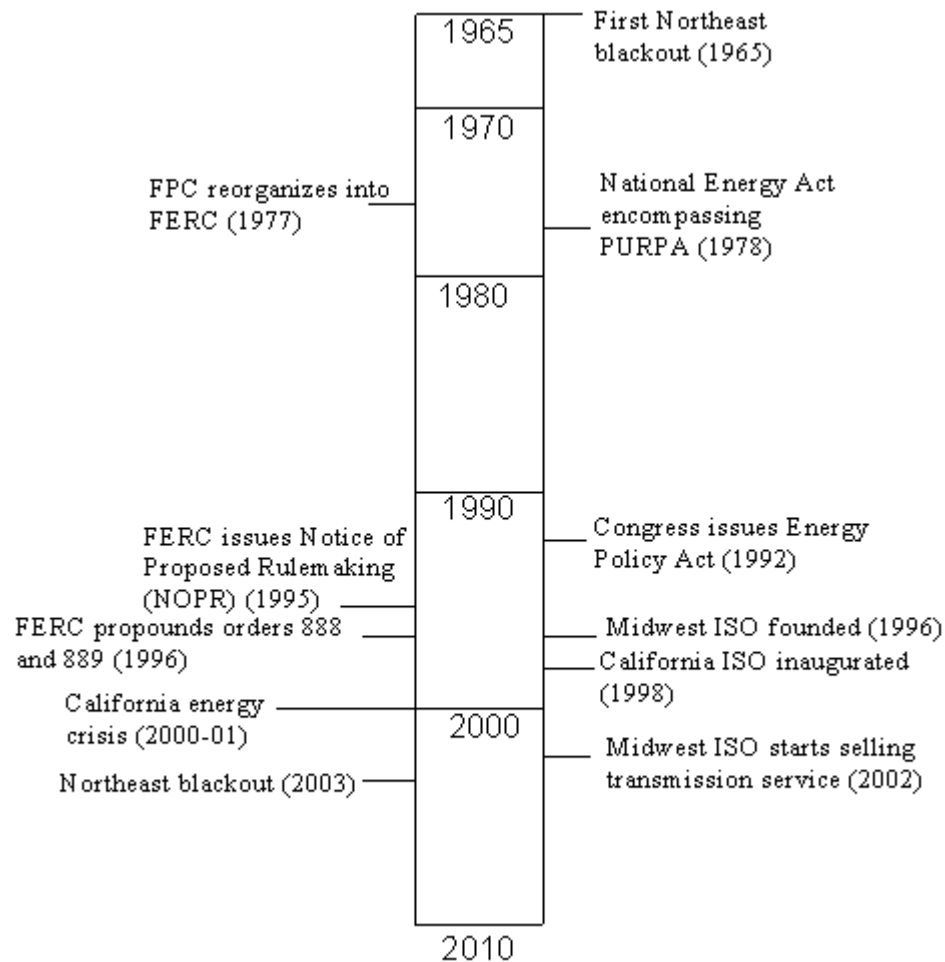 First Northeast
blackout (1965)
1965
1970
FPC reorganizes into
FERC (1977)
National Energy Act
encompassing
PURPA (1978)
1980
1990
FERC issues Notice of
Proposed Rulemaking
(NOPR) (1995)
Congress issues Energy
Policy Act (1992)
FERC propounds orders 888
and 889 (1996)
Midwest ISO founded (1996)
California ISO inaugurated
(1998)
California energy
crisis (2000-01)
2000
Midwest ISO starts selling
transmission service (2002)
Northeast blackout (2003)
2010